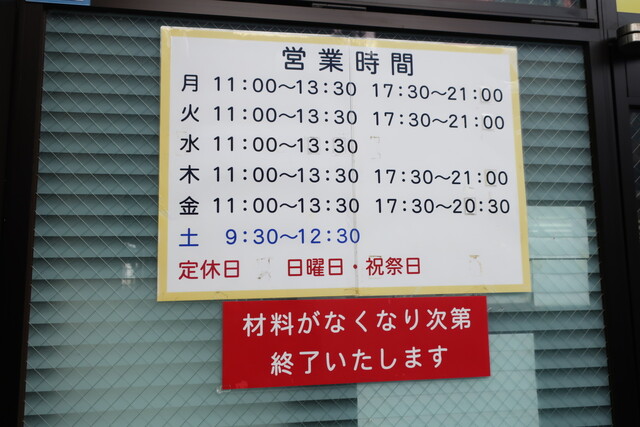 営業時間
月 11:00～13:30 17:30～21:00
火 11:00～13:30 17:30～21:00
水 11:00～13:30
木 11:00～13:30 17:30～21:00
金 11:00～13:30 17:30～20:30
土 9:30～12:30
定休日 日曜日・祝祭日
材料がなくなり次第
終了いたします